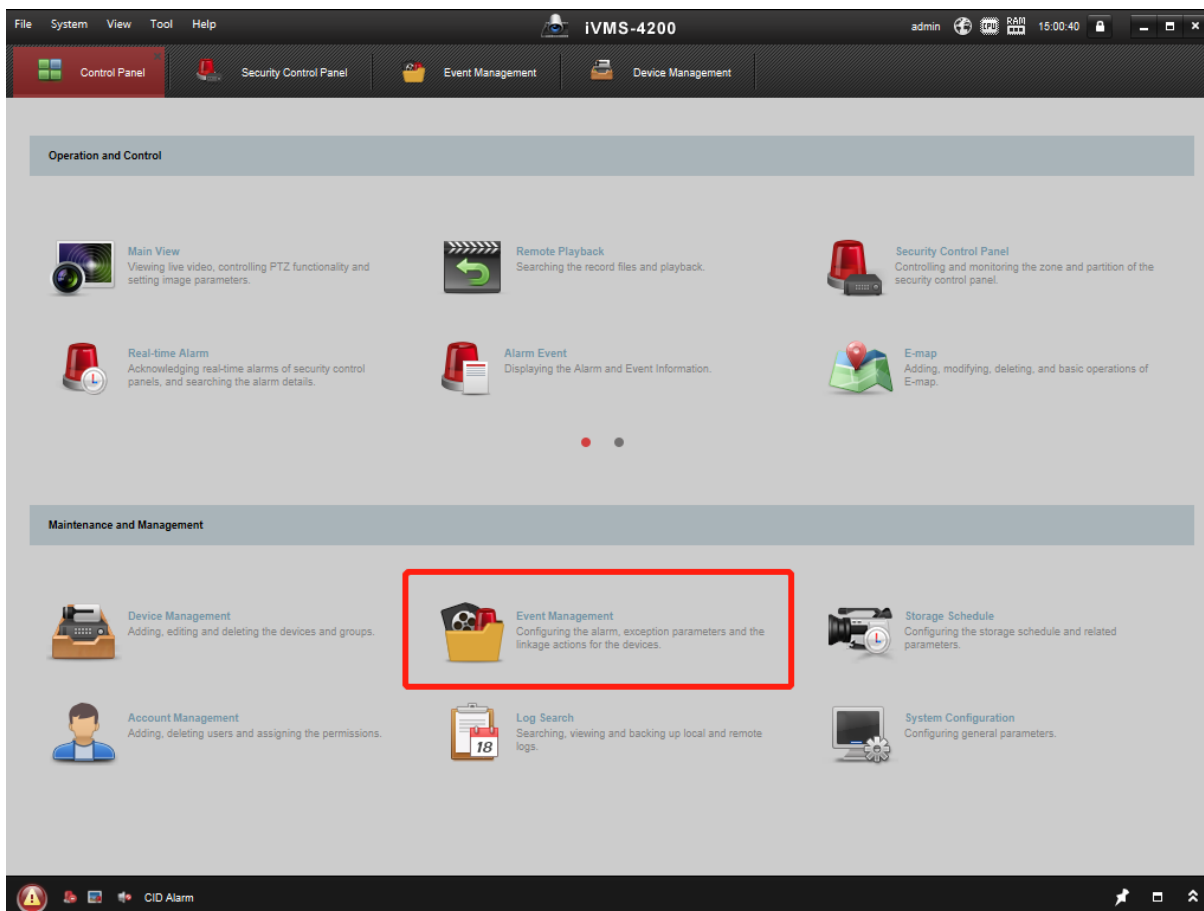 File System View Tool Help
iVMS-4200
admin CPU RAM 15:00:40
Control Panel
Security Control Panel
Event Management
Device Management
Operation and Control
Main View
Viewing live video, controlling PTZ functionality and
setting image parameters.
Remote Playback
Searching the record files and playback.
Security Control Panel
Controlling and monitoring the zone and partition of the
security control panel.
Real-time Alarm
Acknowledging real-time alarms of security control
panels, and searching the alarm details.
Alarm Event
Displaying the Alarm and Event Information.
E-map
Adding, modifying, deleting, and basic operations of
E-map.
Maintenance and Management
Device Management
Adding, editing and deleting the devices and groups.
Event Management
Configuring the alarm, exception parameters and the
linkage actions for the devices.
Storage Schedule
Configuring the storage schedule and related
parameters.
Account Management
Adding, deleting users and assigning the permissions.
18
Log Search
Searching, viewing and backing up local and remote
logs.
System Configuration
Configuring general parameters.
CID Alarm